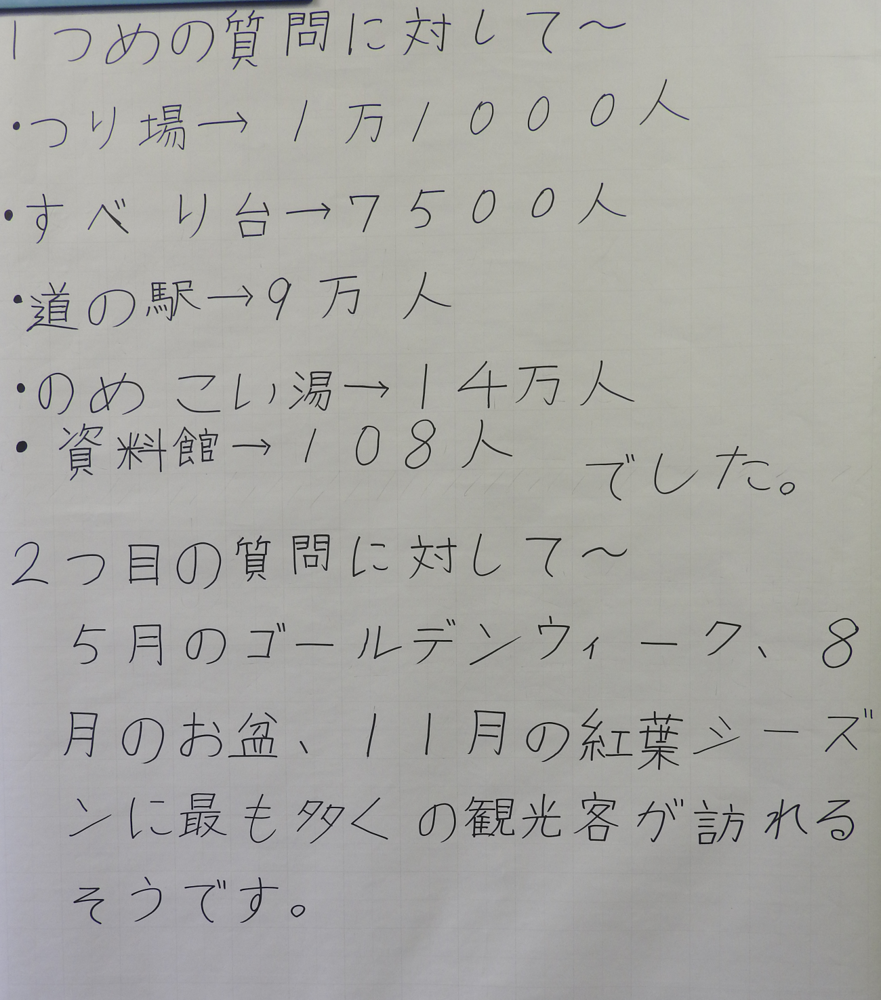 1つめの質問に対して〜
・つり場→1万1000人
・すべり台→7500人
・道の駅→9万人
・のめこい湯→14万人
・資料館→108人
でした。
2つ目の質問に対して〜
5月のゴールデンウィーク、8
月のお盆、11月の紅葉シーズ
ンに最も多くの観光客が訪れる
そうです。